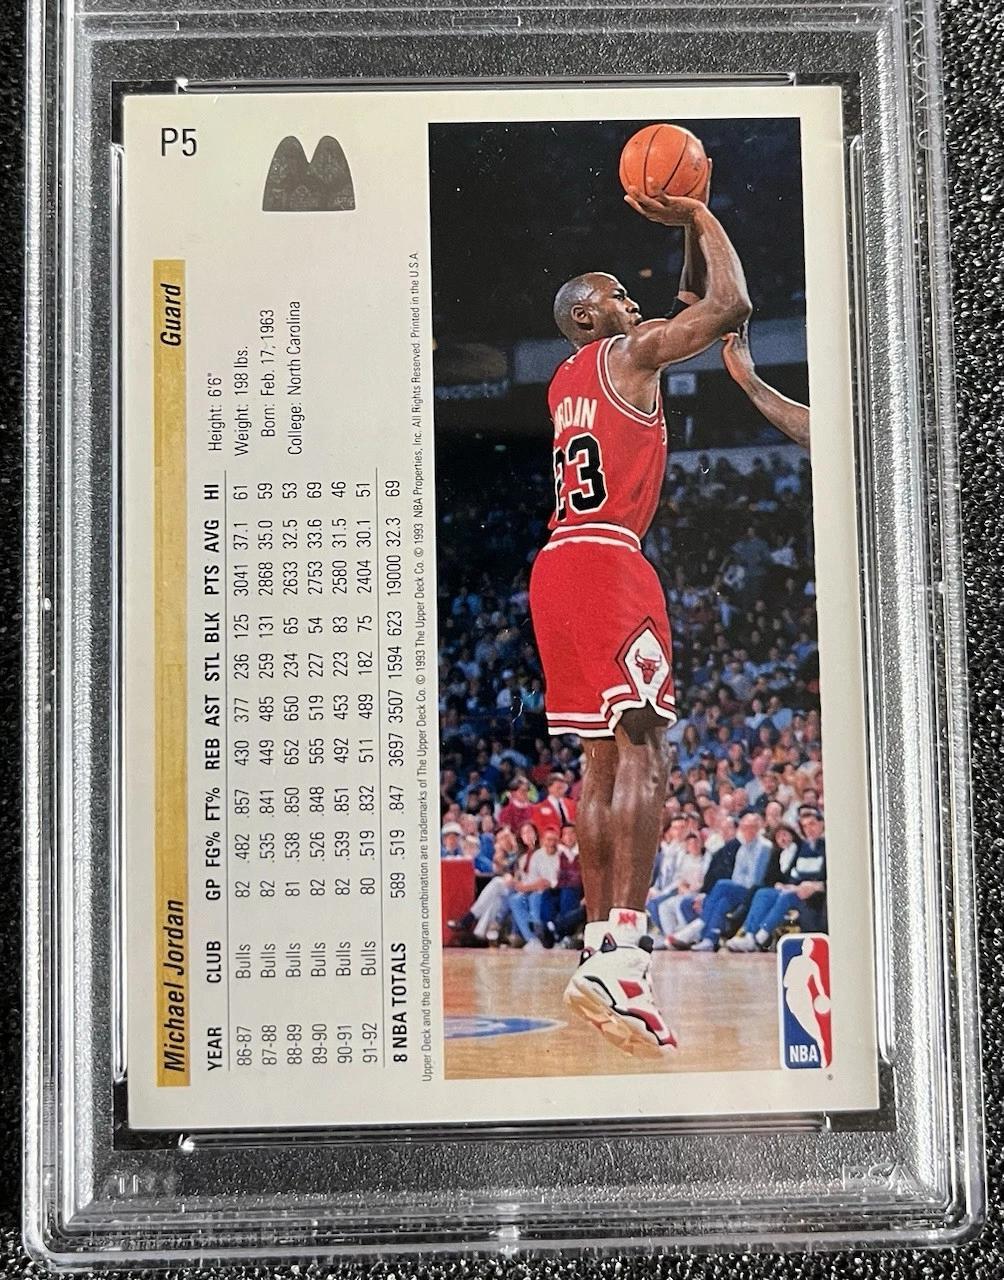 P5
Michael Jordan Guard
YEAR CLUB GP FG% FT% REB AST STL BLK PTS AVG HI
86-87 Bulls 82 .482 .857 430 377 236 125 3041 37.1 61
87-88 Bulls 82 .535 .841 449 485 259 131 2868 35.0 59
88-89 Bulls 81 .538 .850 652 650 234 65 2633 32.5 53
89-90 Bulls 82 .526 .848 565 519 227 54 2753 33.6 69
90-91 Bulls 82 .539 .851 492 453 223 83 2580 31.5 46
91-92 Bulls 80 .519 .832 511 489 182 75 2404 30.1 51
8 NBA TOTALS 589 .519 .847 3697 3507 1594 623 19000 32.3 69
Height: 6'6"
Weight: 198 lbs.
Born: Feb. 17, 1963
College: North Carolina
Upper Deck and the card/hologram combination are trademarks of The Upper Deck Co. © 1993 The Upper Deck Co. © 1993 NBA Properties, Inc. All Rights Reserved. Printed in the U.S.A.
RDAN
23
NBA
®
PSA